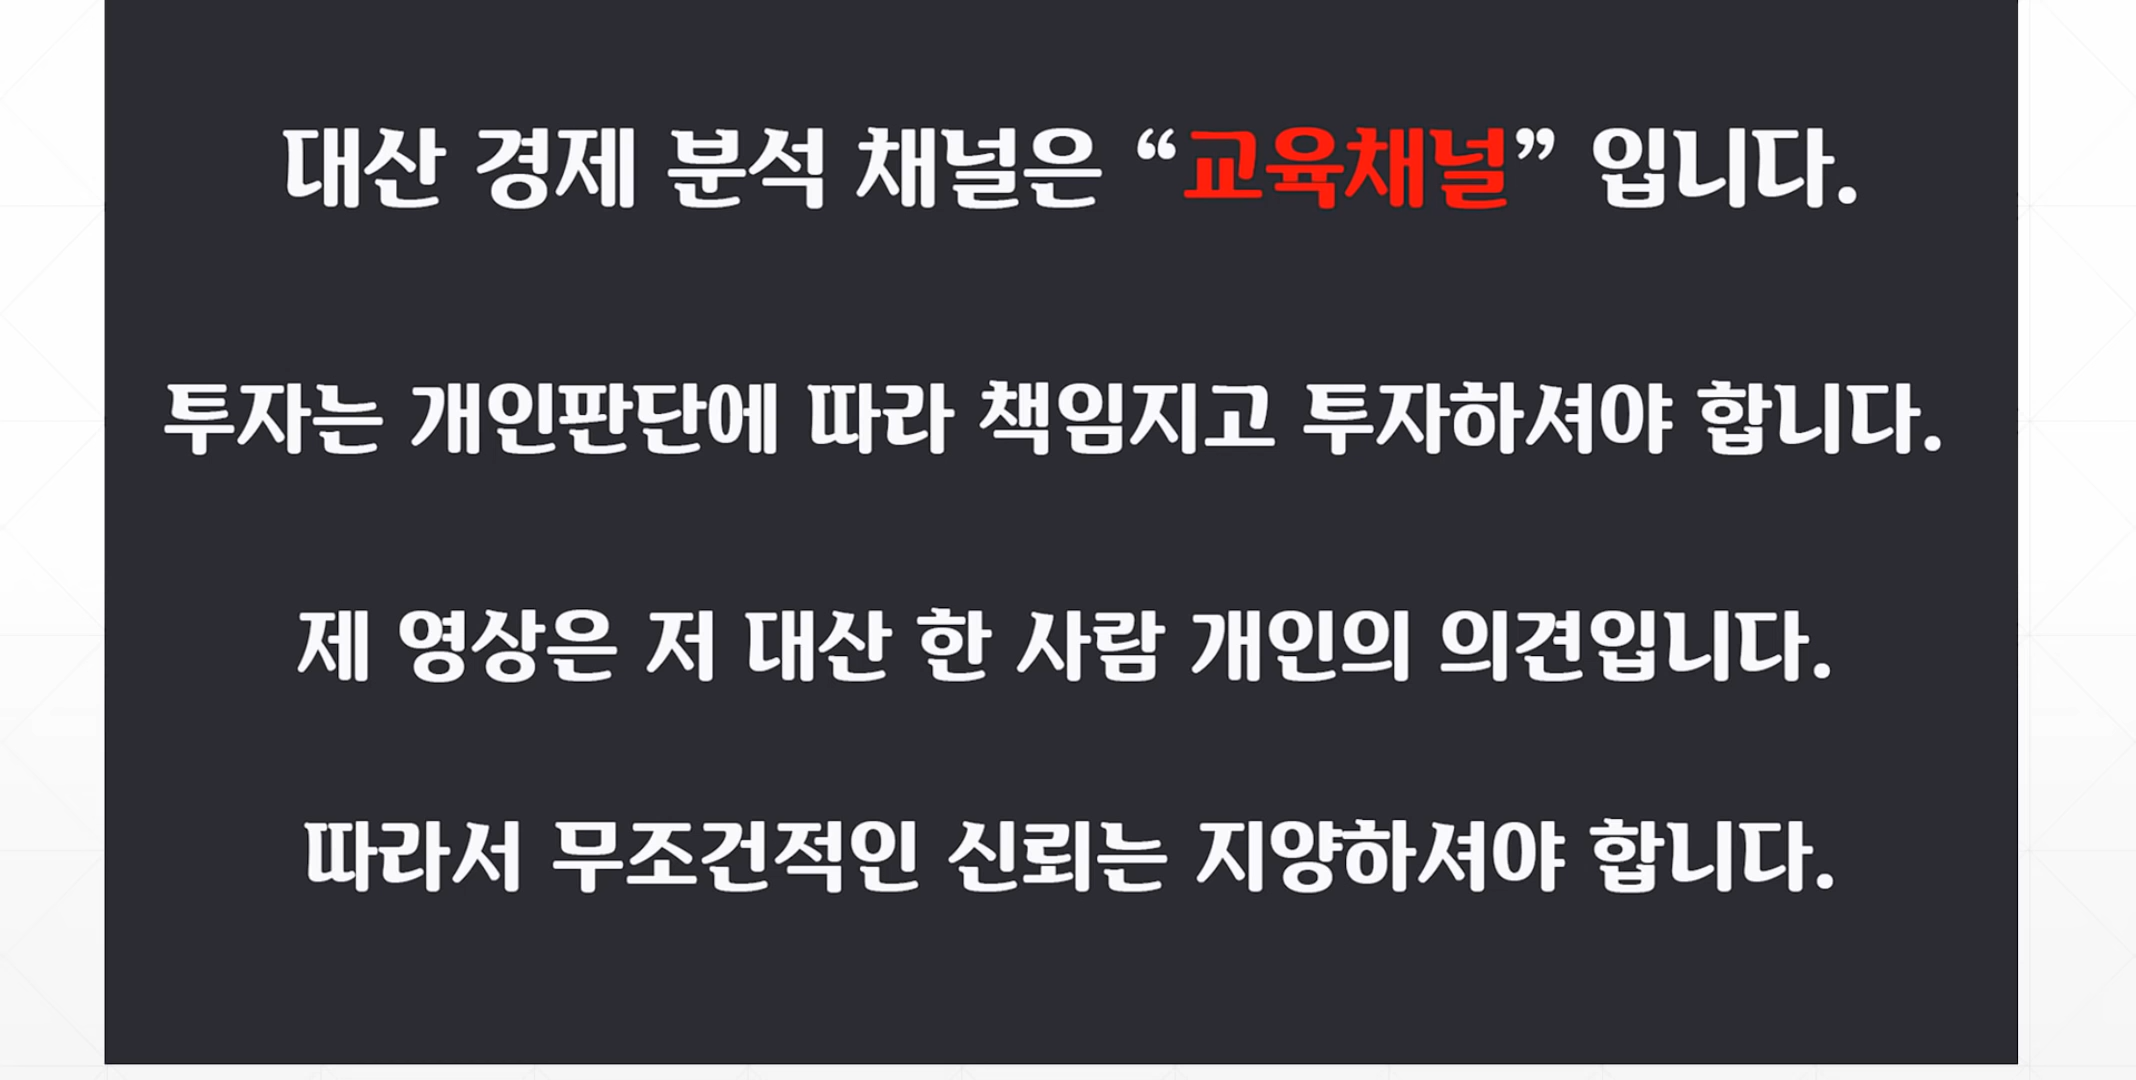 대산 경제 분석 채널은 “교육채널” 입니다.
투자는 개인판단에 따라 책임지고 투자하셔야 합니다.
제 영상은 저 대산 한 사람 개인의 의견입니다.
따라서 무조건적인 신뢰는 지양하셔야 합니다.